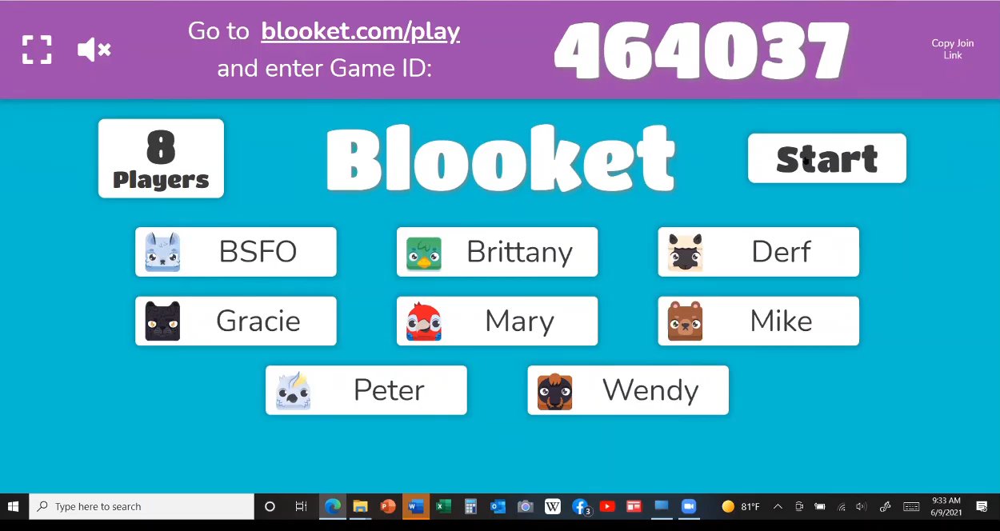 Go to blooket.com/play
and enter Game ID:
464037
Copy Join
Link
8
Players
Blooket
Start
BSFO
Brittany
Derf
Gracie
Mary
Mike
Peter
Wendy
Type here to search
W
3
81°F
9:33 AM
6/9/2021